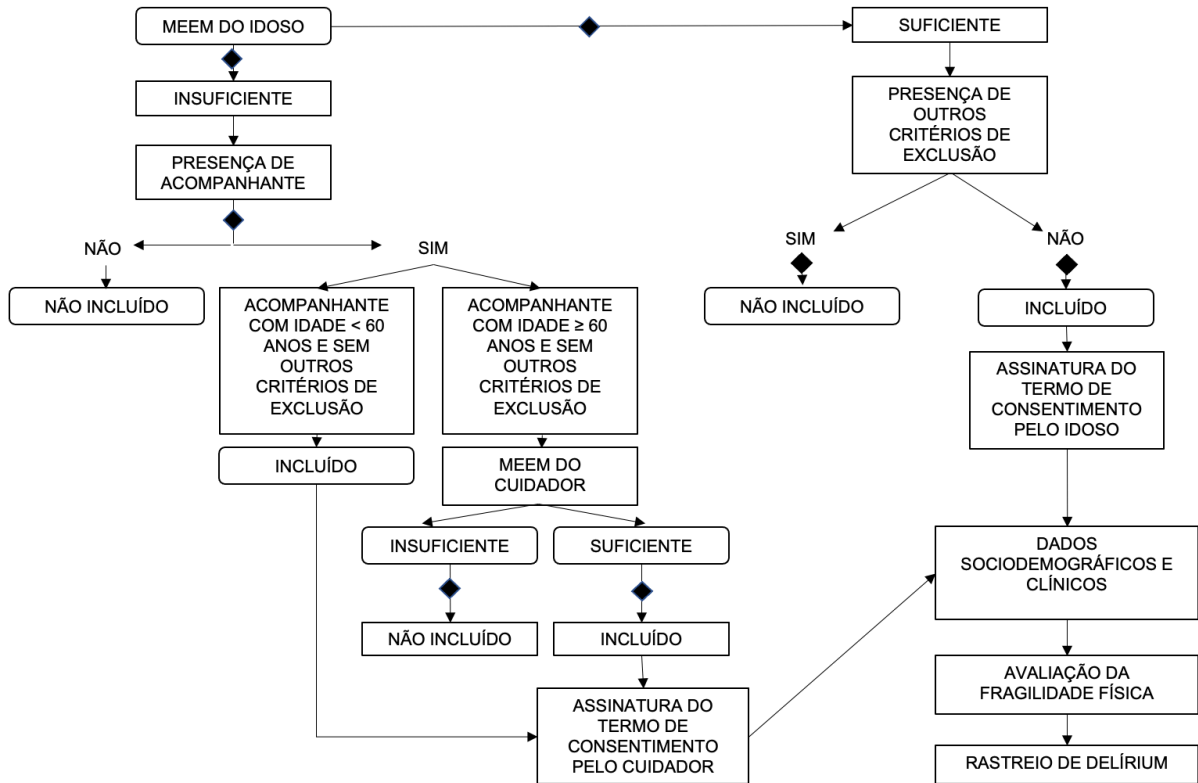 MEEM DO IDOSO
SUFICIENTE
INSUFICIENTE
PRESENÇA DE
OUTROS
CRITÉRIOS DE
EXCLUSÃO
PRESENÇA DE
ACOMPANHANTE
NÃO
SIM
SIM
NÃO
NÃO INCLUÍDO
ACOMPANHANTE
COM IDADE < 60
ANOS E SEM
OUTROS
CRITÉRIOS DE
EXCLUSÃO
ACOMPANHANTE
COM IDADE ≥ 60
ANOS E SEM
OUTROS
CRITÉRIOS DE
EXCLUSÃO
NÃO INCLUÍDO
INCLUÍDO
ASSINATURA DO
TERMO DE
CONSENTIMENTO
PELO IDOSO
INCLUÍDO
MEEM DO
CUIDADOR
INSUFICIENTE
SUFICIENTE
DADOS
SOCIODEMOGRÁFICOS E
CLÍNICOS
NÃO INCLUÍDO
INCLUÍDO
AVALIAÇÃO DA
FRAGILIDADE FÍSICA
ASSINATURA DO
TERMO DE
CONSENTIMENTO
PELO CUIDADOR
RASTREIO DE DELÍRIUM